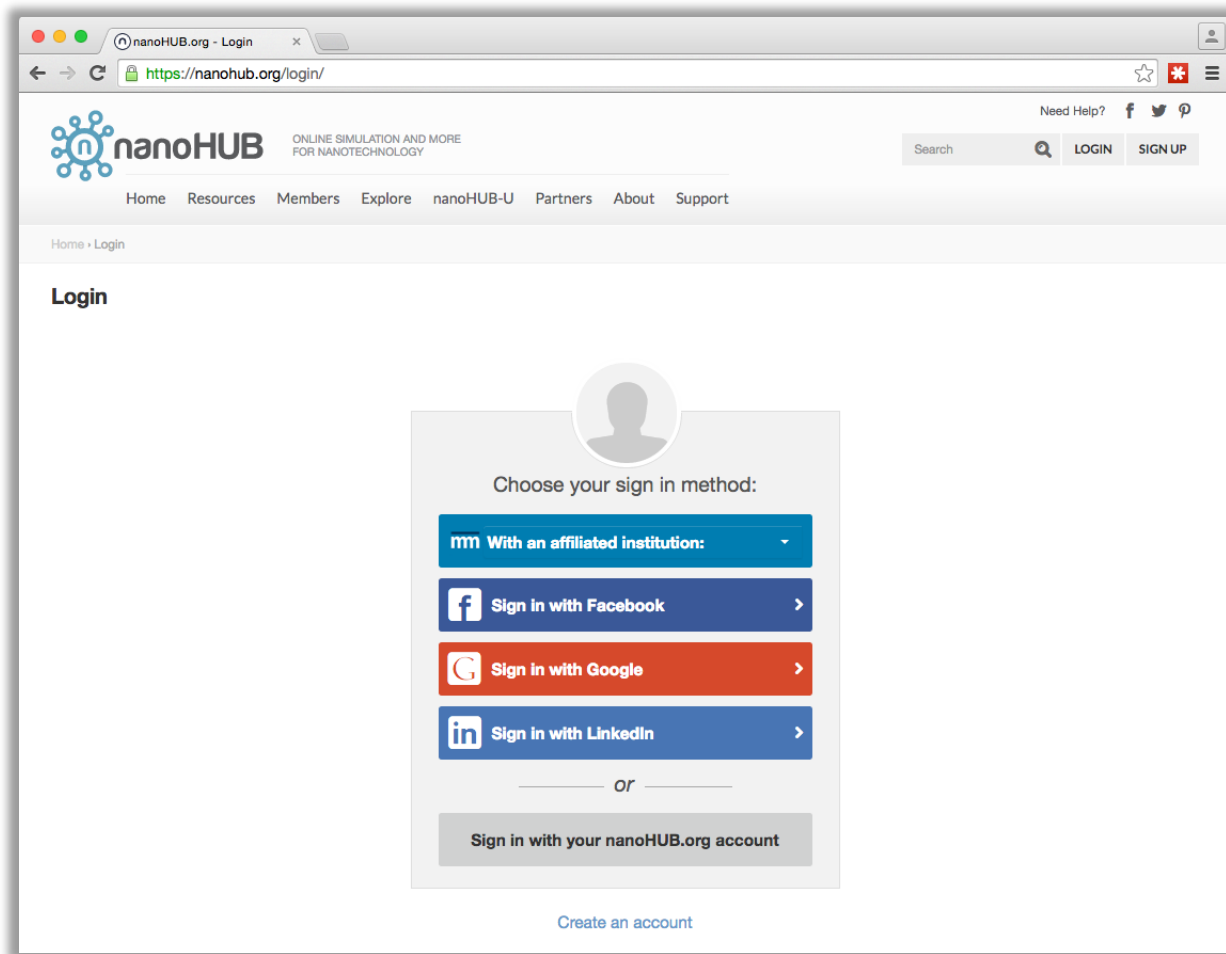 nanoHUB.org - Login
https://nanohub.org/login/
Need Help?
nanoHUB
ONLINE SIMULATION AND MORE
FOR NANOTECHNOLOGY
Search
LOGIN
SIGN UP
Home Resources Members Explore nanoHUB-U Partners About Support
Home › Login
Login
Choose your sign in method:
With an affiliated institution:
Sign in with Facebook
Sign in with Google
Sign in with LinkedIn
or
Sign in with your nanoHUB.org account
Create an account